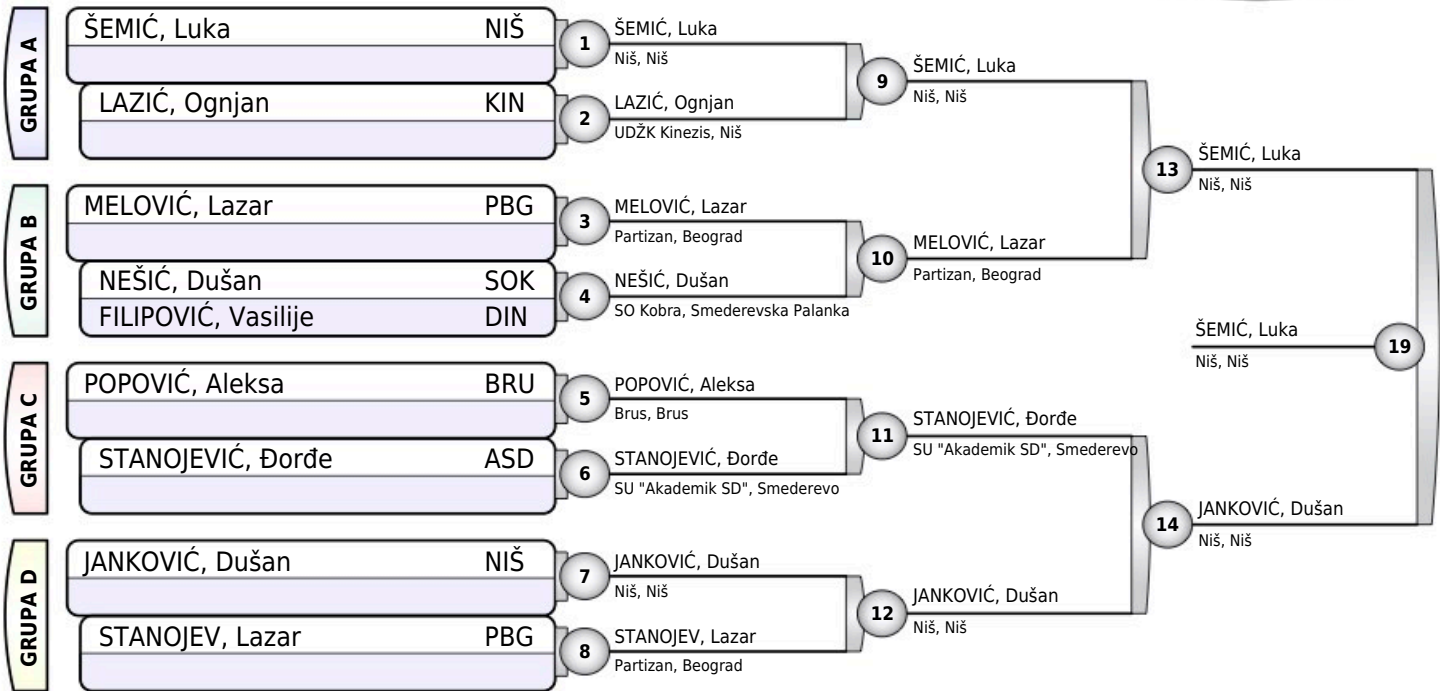 GRUPA A
ŠEMIĆ, Luka NIŠ
LAZIĆ, Ognjan KIN
GRUPA B
MELOVIĆ, Lazar PBG
NEŠIĆ, Dušan SOK
FILIPOVIĆ, Vasilije DIN
GRUPA C
POPOVIĆ, Aleksa BRU
STANOJEVIĆ, Đorđe ASD
GRUPA D
JANKOVIĆ, Dušan NIŠ
STANOJEV, Lazar PBG
1
ŠEMIĆ, Luka
Niš, Niš
2
LAZIĆ, Ognjan
UDŽK Kinezis, Niš
3
MELOVIĆ, Lazar
Partizan, Beograd
4
NEŠIĆ, Dušan
SO Kobra, Smederevska Palanka
5
POPOVIĆ, Aleksa
Brus, Brus
6
STANOJEVIĆ, Đorđe
SU "Akademik SD", Smederevo
7
JANKOVIĆ, Dušan
Niš, Niš
8
STANOJEV, Lazar
Partizan, Beograd
9
ŠEMIĆ, Luka
Niš, Niš
10
MELOVIĆ, Lazar
Partizan, Beograd
11
STANOJEVIĆ, Đorđe
SU "Akademik SD", Smederevo
12
JANKOVIĆ, Dušan
Niš, Niš
13
ŠEMIĆ, Luka
Niš, Niš
14
JANKOVIĆ, Dušan
Niš, Niš
ŠEMIĆ, Luka
Niš, Niš
19